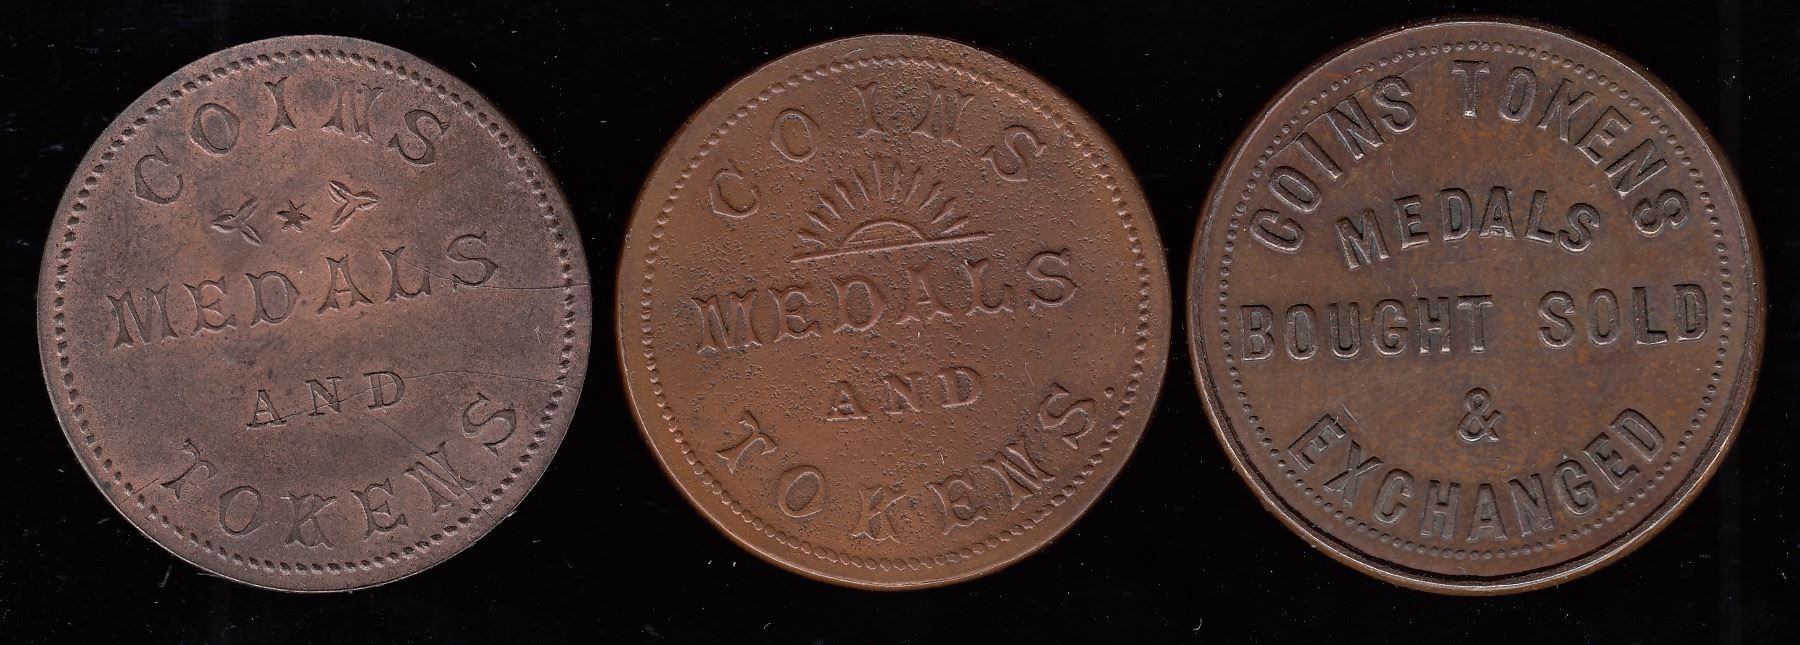 COINS
MEDALS
AND
TOKENS
COINS
MEDALS
AND
TOKENS.
COINS TOKENS
MEDALS
BOUGHT SOLD
&
EXCHANGED